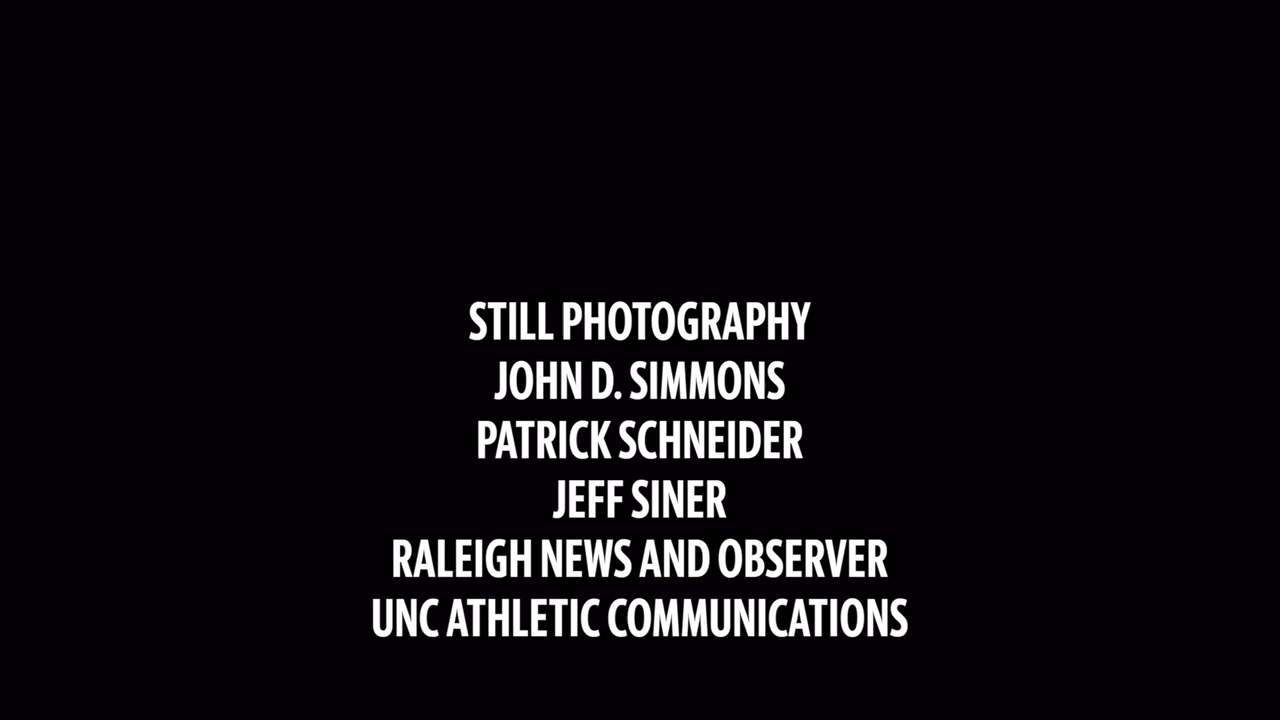 STILL PHOTOGRAPHY
JOHN D. SIMMONS
PATRICK SCHNEIDER
JEFF SINER
RALEIGH NEWS AND OBSERVER
UNC ATHLETIC COMMUNICATIONS